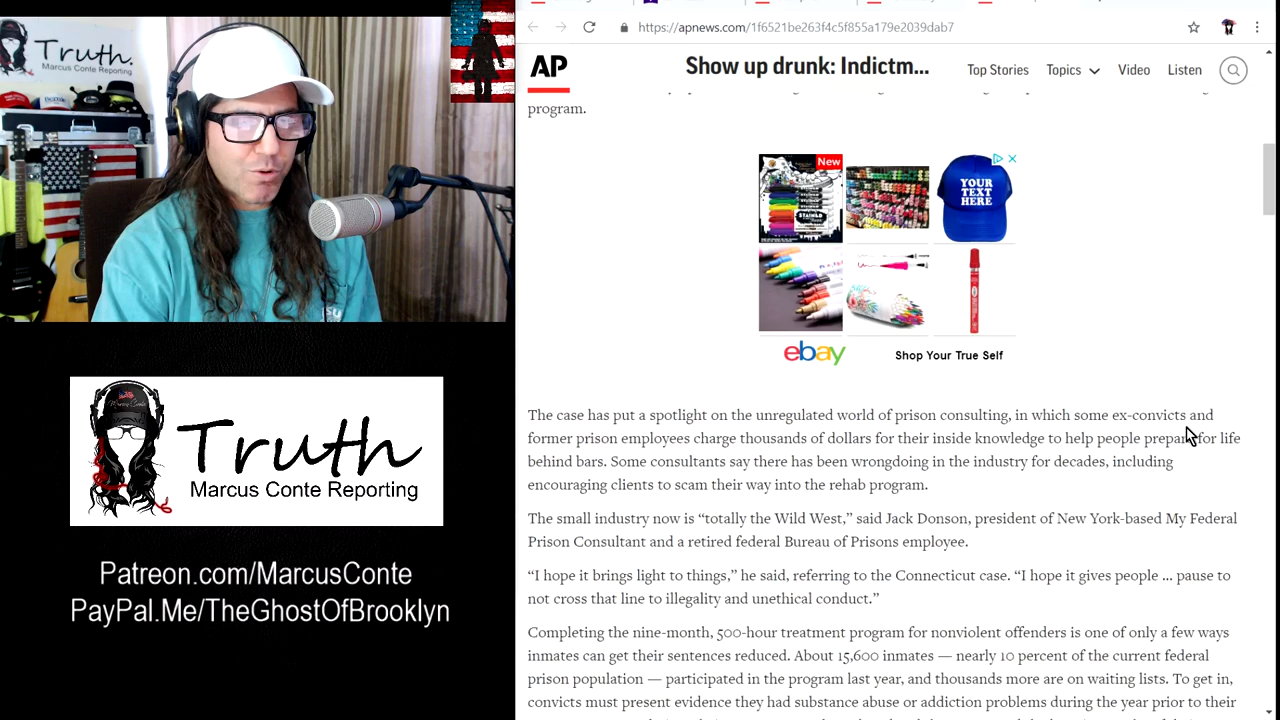 Truth.
Marcus Conte Reporting
https://apnews.com/1f6521be263f4c5f855a179e2039dab7
AP
Show up drunk: Indictm...
Top Stories
Topics
Video
Listen
program.
New
YOUR
TEXT
HERE
ebay
Shop Your True Self
The case has put a spotlight on the unregulated world of prison consulting, in which some ex-convicts and
former prison employees charge thousands of dollars for their inside knowledge to help people prepare for life
behind bars. Some consultants say there has been wrongdoing in the industry for decades, including
encouraging clients to scam their way into the rehab program.
The small industry now is “totally the Wild West,” said Jack Donson, president of New York-based My Federal
Prison Consultant and a retired federal Bureau of Prisons employee.
“I hope it brings light to things,” he said, referring to the Connecticut case. “I hope it gives people ... pause to
not cross that line to illegality and unethical conduct.”
Completing the nine-month, 500-hour treatment program for nonviolent offenders is one of only a few ways
inmates can get their sentences reduced. About 15,600 inmates — nearly 10 percent of the current federal
prison population — participated in the program last year, and thousands more are on waiting lists. To get in,
convicts must present evidence they had substance abuse or addiction problems during the year prior to their
Truth
Marcus Conte Reporting
Patreon.com/MarcusConte
PayPal.Me/TheGhostOfBrooklyn